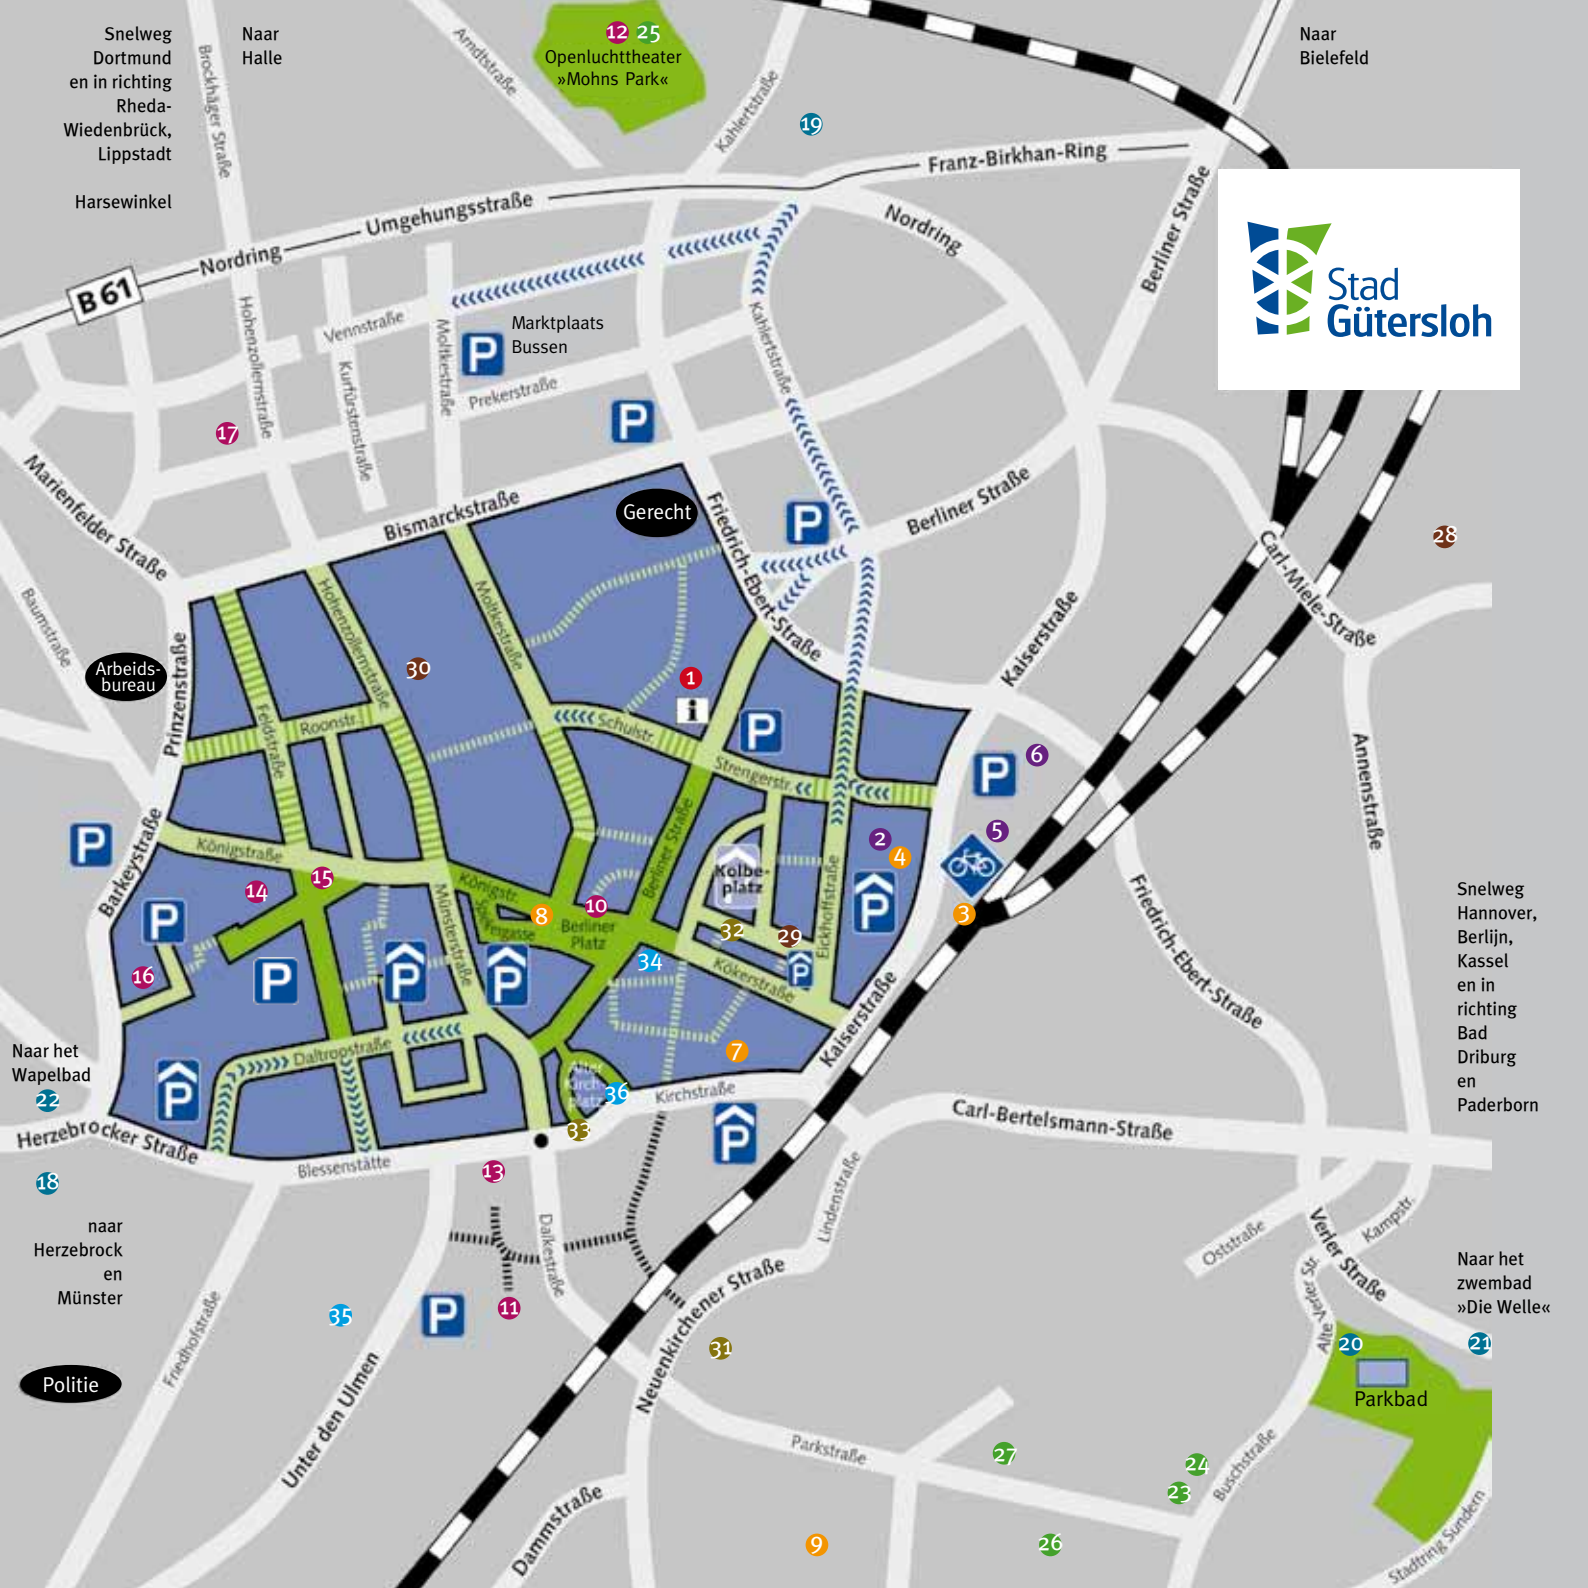 Snelweg
Dortmund
en in richting
Rheda-
Wiedenbrück,
Lippstadt
Harsewinkel
Naar
Halle
Brockhäger Straße
Arndtstraße
12 25
Openluchttheater
»Mohns Park«
Kahlertstraße
19
Naar
Bielefeld
Franz-Birkhan-Ring
Umgehungsstraße
Nordring
Nordring
Berliner Straße
B 61
Stad
Gütersloh
Hohenzollernstraße
Vennstraße
Kurfürstenstraße
Moltkestraße
P
Marktplaats
Bussen
Prekerstraße
Kahlertstraße
P
17
Marienfelder Straße
Bismarckstraße
Gerecht
Friedrich-Ebert-Straße
P
Berliner Straße
28
Carl-Miele-Straße
Baumstraße
Arbeids-
bureau
Prinzenstraße
Hohenzollernstraße
Moltkestraße
30
1
i
Kaiserstraße
Feldstraße
Roonstr.
Schulstr.
P
Strengerstr.
P
6
Annenstraße
P
Barkeystraße
Königstraße
14
15
Königstr.
Münsterstraße
8
10
Berliner
Platz
Berliner Straße
Kolbe-
platz
32
29
Eickhoffstraße
2
4
P
5
3
P
16
P
P
P
34
Kökerstraße
P
Kaiserstraße
Friedrich-Ebert-Straße
Snelweg
Hannover,
Berlijn,
Kassel
en in
richting
Bad
Driburg
en
Paderborn
Naar het
Wapelbad
22
P
Daltropstraße
7
Alter
Kirch-
platz
36
33
Kirchstraße
P
Herzebrocker Straße
Blessenstätte
18
13
Carl-Bertelsmann-Straße
Lindenstraße
naar
Herzebrock
en
Münster
Dalkestraße
Oststraße
Kampstr.
Verler Straße
Alte Verler Str.
Naar het
zwembad
»Die Welle«
Friedhofstraße
35
P
11
Neuenkirchener Straße
31
20
21
Parkbad
Politie
Unter den Ulmen
Parkstraße
27
24
23
Buschstraße
Dammstraße
9
26
Stadtring Sundern